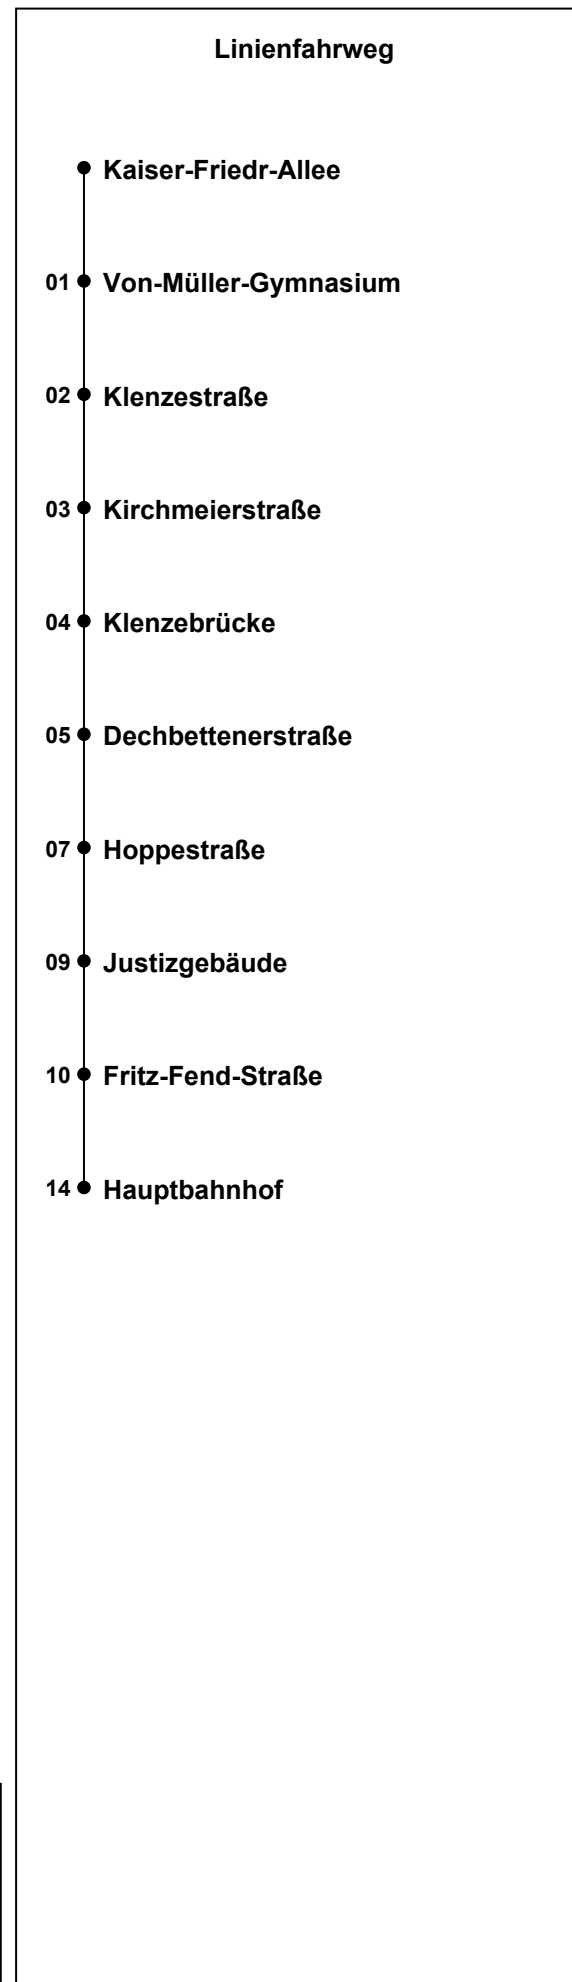 Linienfahrweg
Kaiser-Friedr-Allee
01 Von-Müller-Gymnasium
02 Klenzestraße
03 Kirchmeierstraße
04 Klenzebrücke
05 Dechbettenerstraße
07 Hoppestraße
09 Justizgebäude
10 Fritz-Fend-Straße
14 Hauptbahnhof